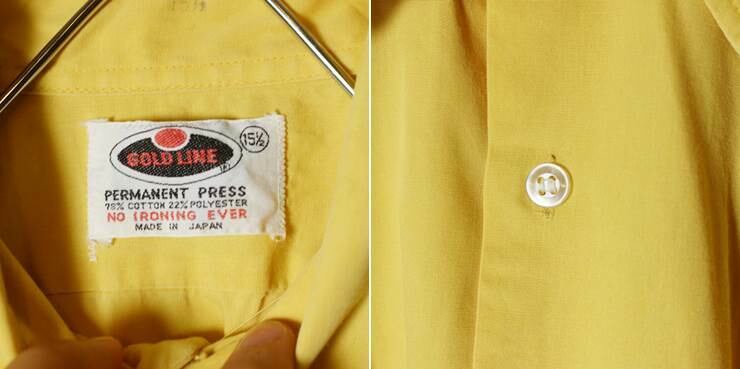 15½
GOLD LINE
PERMANENT PRESS
78% COTTON 22% POLYESTER
NO IRONING EVER
MADE IN JAPAN